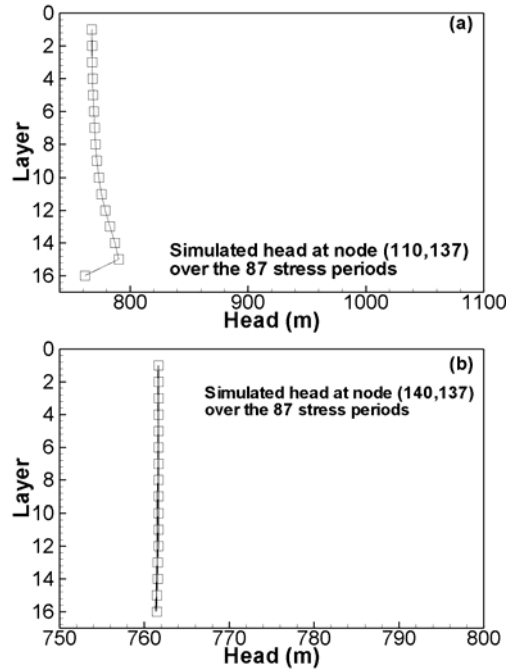 (a)
0
2
4
6
8
10
12
14
16
Layer
Simulated head at node (110,137)
over the 87 stress periods
800 900 1000 1100
Head (m)
(b)
0
2
4
6
8
10
12
14
16
Layer
Simulated head at node (140,137)
over the 87 stress periods
750 760 770 780 790 800
Head (m)